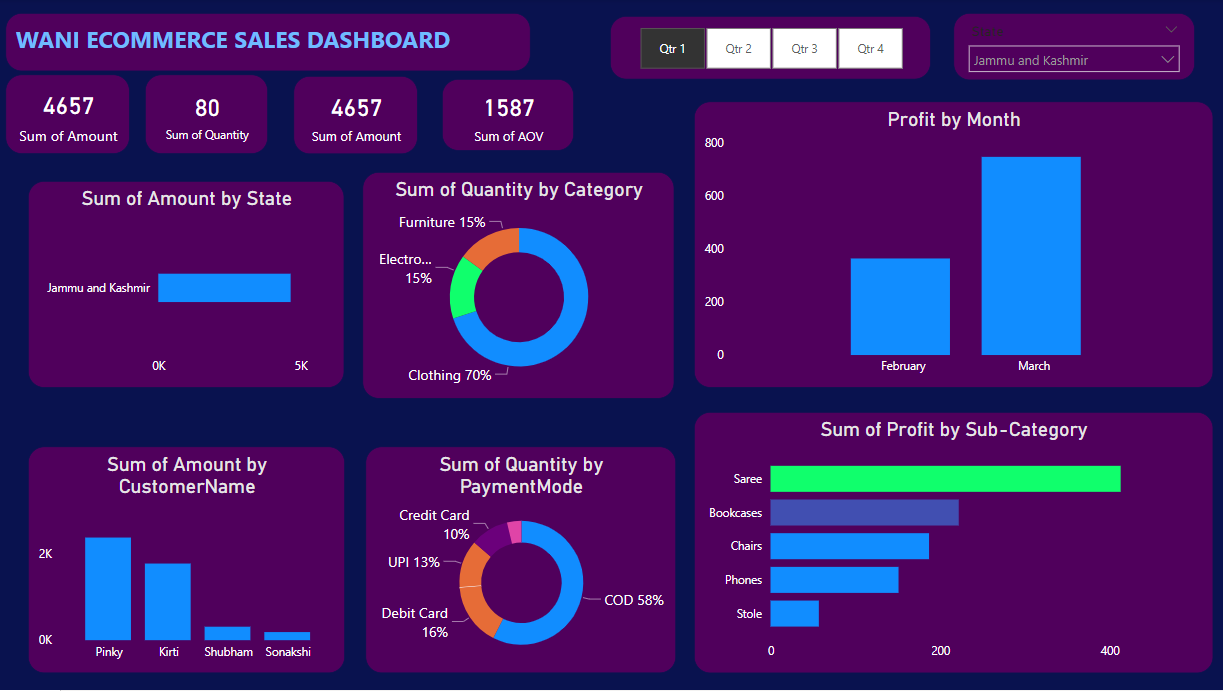 WANI ECOMMERCE SALES DASHBOARD
Qtr 1
Qtr 2
Qtr 3
Qtr 4
Jammu and Kashmir
4657
Sum of Amount
80
Sum of Quantity
4657
Sum of Amount
1587
Sum of AOV
Sum of Amount by State
Jammu and Kashmir
0K
5K
Sum of Quantity by Category
Furniture 15%
Electro...
15%
Clothing 70%
Profit by Month
800
600
400
200
0
February
March
Sum of Amount by
CustomerName
2K
0K
Pinky
Kirti
Shubham
Sonakshi
Sum of Quantity by
PaymentMode
Credit Card
10%
UPI 13%
Debit Card
16%
COD 58%
Sum of Profit by Sub-Category
Saree
Bookcases
Chairs
Phones
Stole
0
200
400